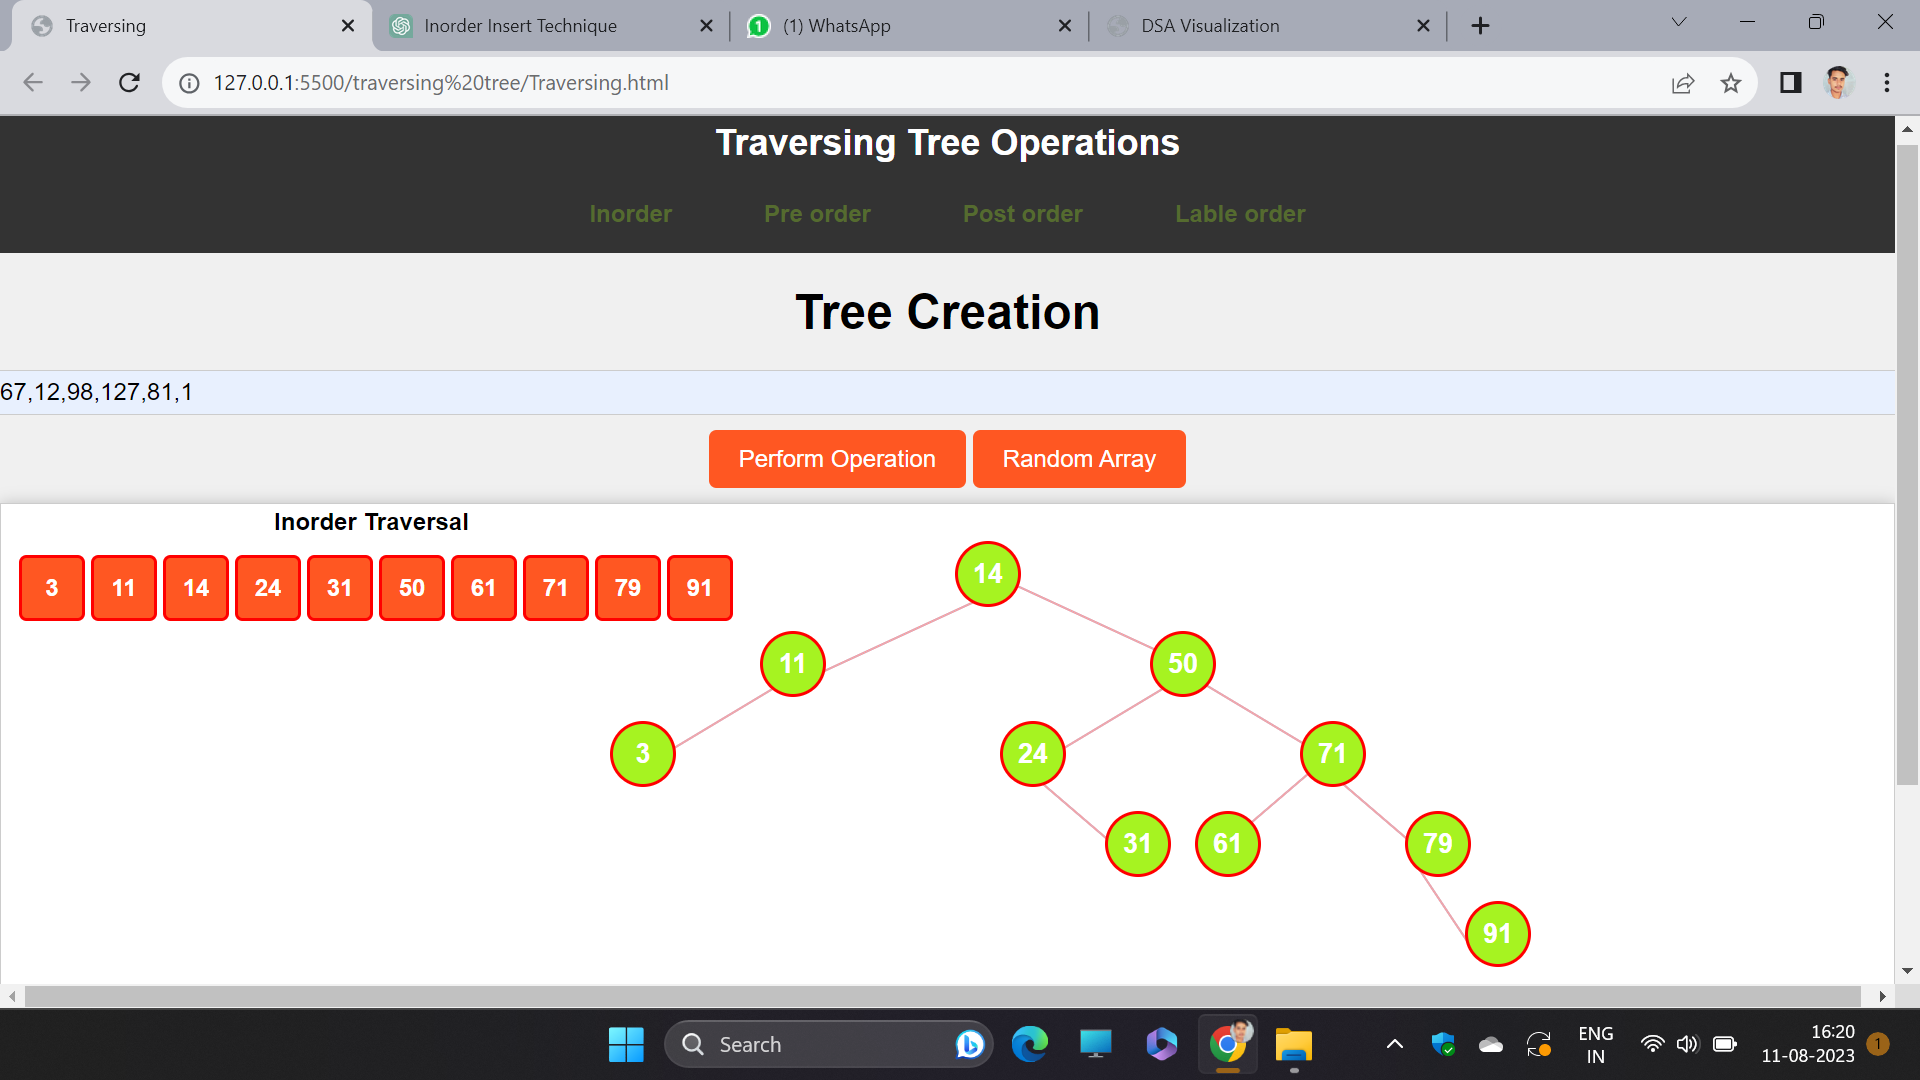 Traversing
Inorder Insert Technique
1
(1) WhatsApp
DSA Visualization
127.0.0.1:5500/traversing%20tree/Traversing.html
Traversing Tree Operations
Inorder Pre order Post order Lable order
Tree Creation
67,12,98,127,81,1
Perform Operation Random Array
Inorder Traversal
3 11 14 24 31 50 61 71 79 91
14
11 50
3 24 71
31 61 79
91
Search
ENG
IN
16:20
11-08-2023
1